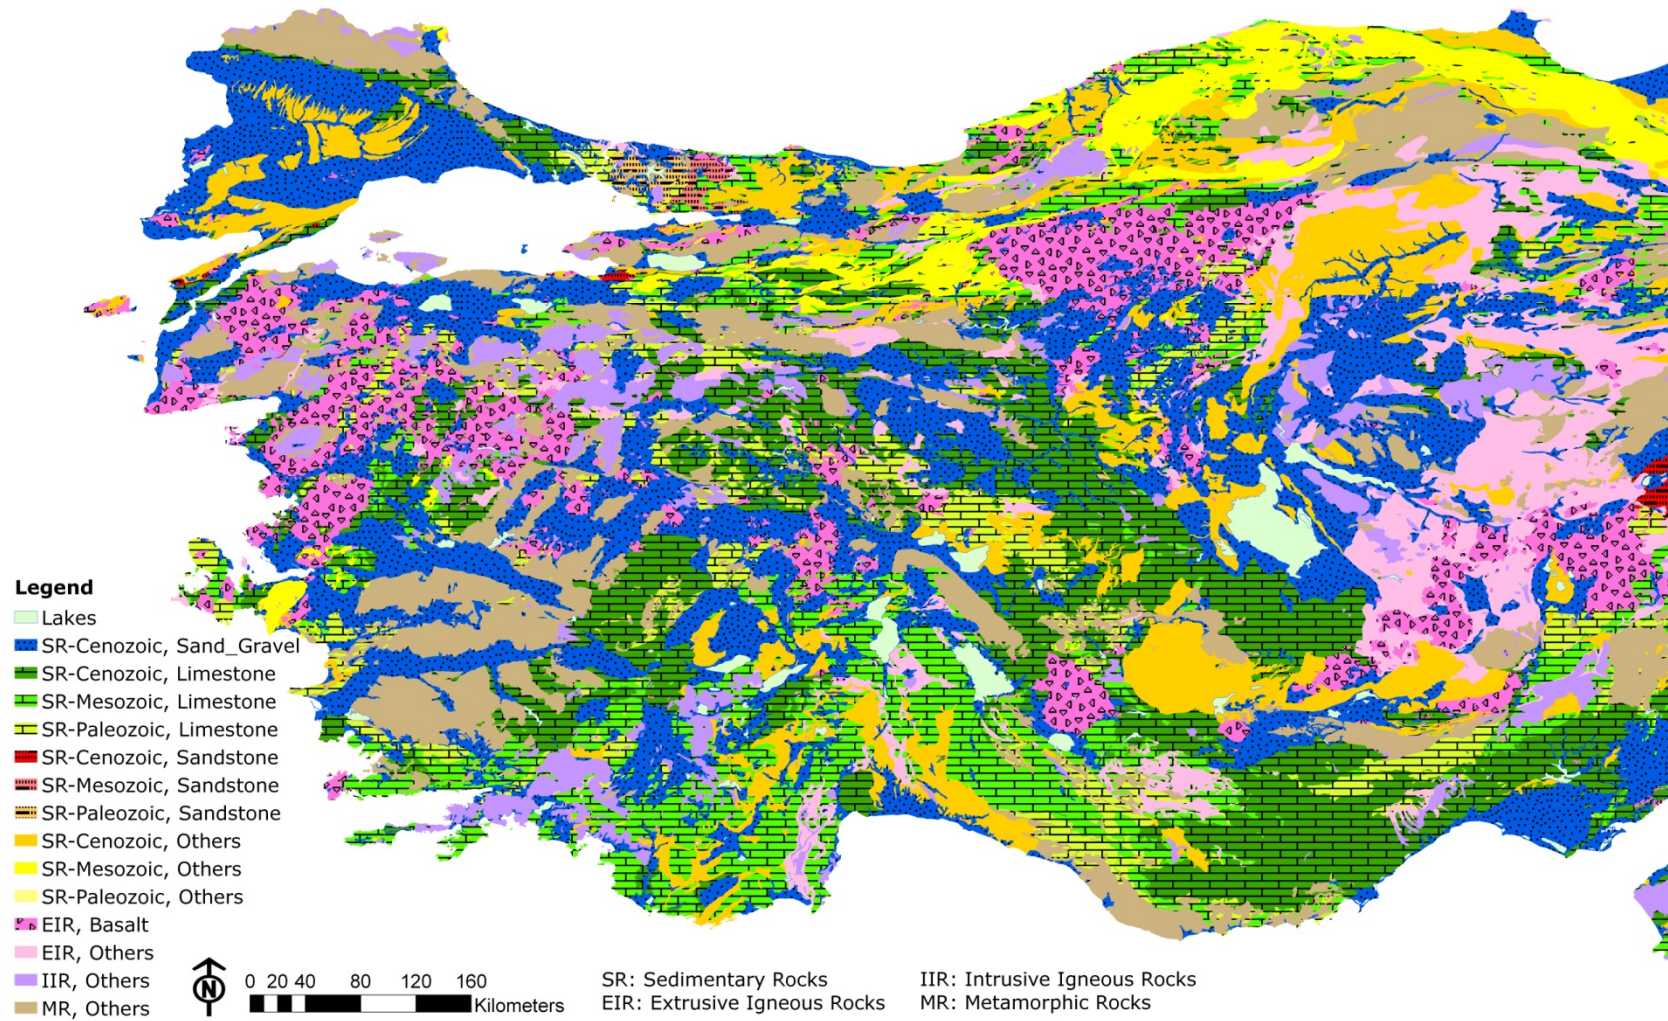 Legend
Lakes
SR-Cenozoic, Sand_Gravel
SR-Cenozoic, Limestone
SR-Mesozoic, Limestone
SR-Paleozoic, Limestone
SR-Cenozoic, Sandstone
SR-Mesozoic, Sandstone
SR-Paleozoic, Sandstone
SR-Cenozoic, Others
SR-Mesozoic, Others
SR-Paleozoic, Others
EIR, Basalt
EIR, Others
IIR, Others
MR, Others
N
0 20 40 80 120 160
Kilometers
SR: Sedimentary Rocks
EIR: Extrusive Igneous Rocks
IIR: Intrusive Igneous Rocks
MR: Metamorphic Rocks